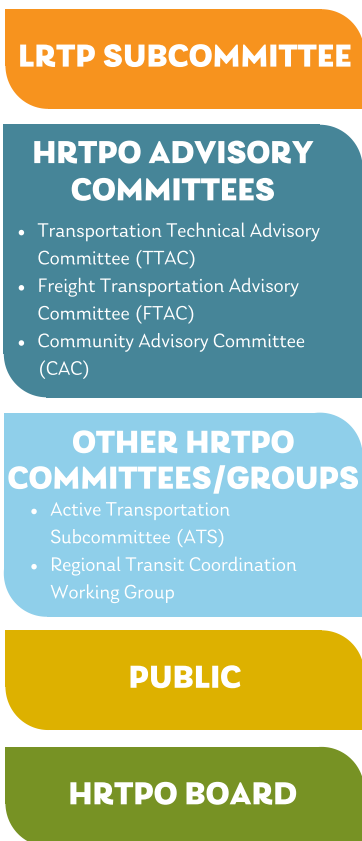 LRTP SUBCOMMITTEE
HRTPO ADVISORY
COMMITTEES
• Transportation Technical Advisory
Committee (TTAC)
• Freight Transportation Advisory
Committee (FTAC)
• Community Advisory Committee
(CAC)
OTHER HRTPO
COMMITTEES/GROUPS
• Active Transportation
Subcommittee (ATS)
• Regional Transit Coordination
Working Group
PUBLIC
HRTPO BOARD